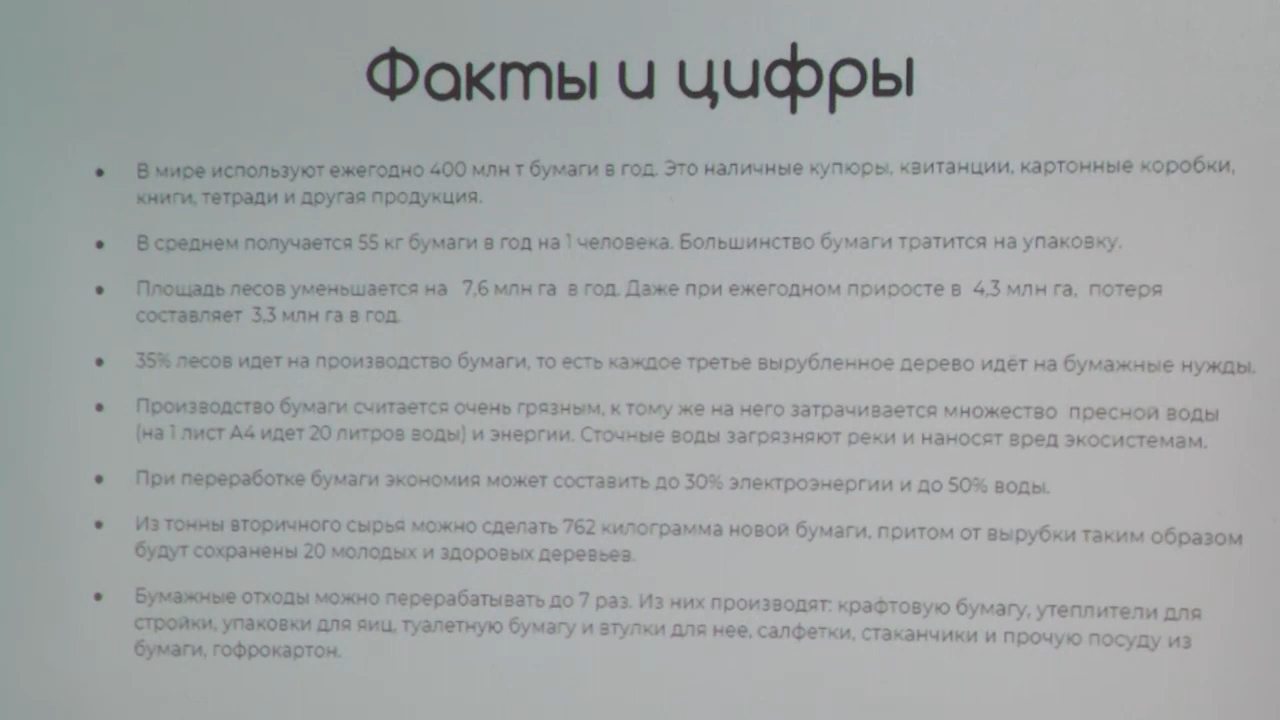 Факты и цифры
● В мире используют ежегодно 400 млн т бумаги в год. Это наличные купюры, квитанции, картонные коробки,
книги, тетради и другая продукция.
● В среднем получается 55 кг бумаги в год на 1 человека. Большинство бумаги тратится на упаковку.
● Площадь лесов уменьшается на 7,6 млн га в год. Даже при ежегодном приросте в 4,3 млн га, потеря
составляет 3,3 млн га в год.
● 35% лесов идет на производство бумаги, то есть каждое третье вырубленное дерево идёт на бумажные нужды.
● Производство бумаги считается очень грязным, к тому же на него затрачивается множество пресной воды
(на 1 лист А4 идет 20 литров воды) и энергии. Сточные воды загрязняют реки и наносят вред экосистемам.
● При переработке бумаги экономия может составить до 30% электроэнергии и до 50% воды.
● Из тонны вторичного сырья можно сделать 762 килограмма новой бумаги, притом от вырубки таким образом
будут сохранены 20 молодых и здоровых деревьев.
● Бумажные отходы можно перерабатывать до 7 раз. Из них производят: крафтовую бумагу, утеплители для
стройки, упаковки для яиц, туалетную бумагу и втулки для нее, салфетки, стаканчики и прочую посуду из
бумаги, гофрокартон.